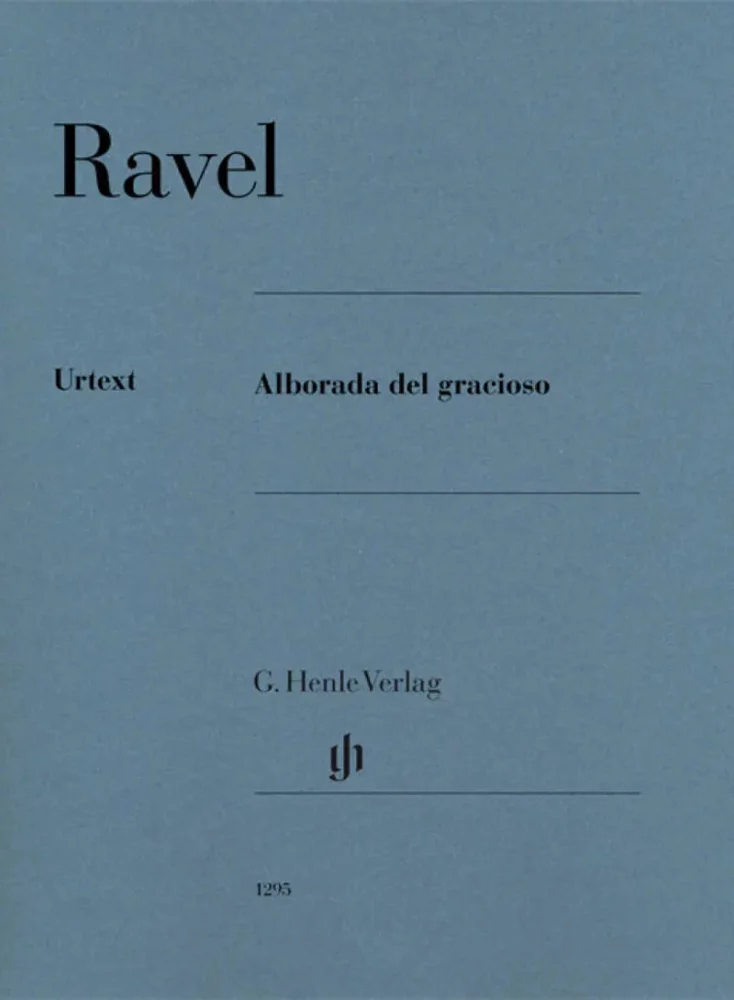 Ravel
Urtext
Alborada del gracioso
G. Henle Verlag
1295